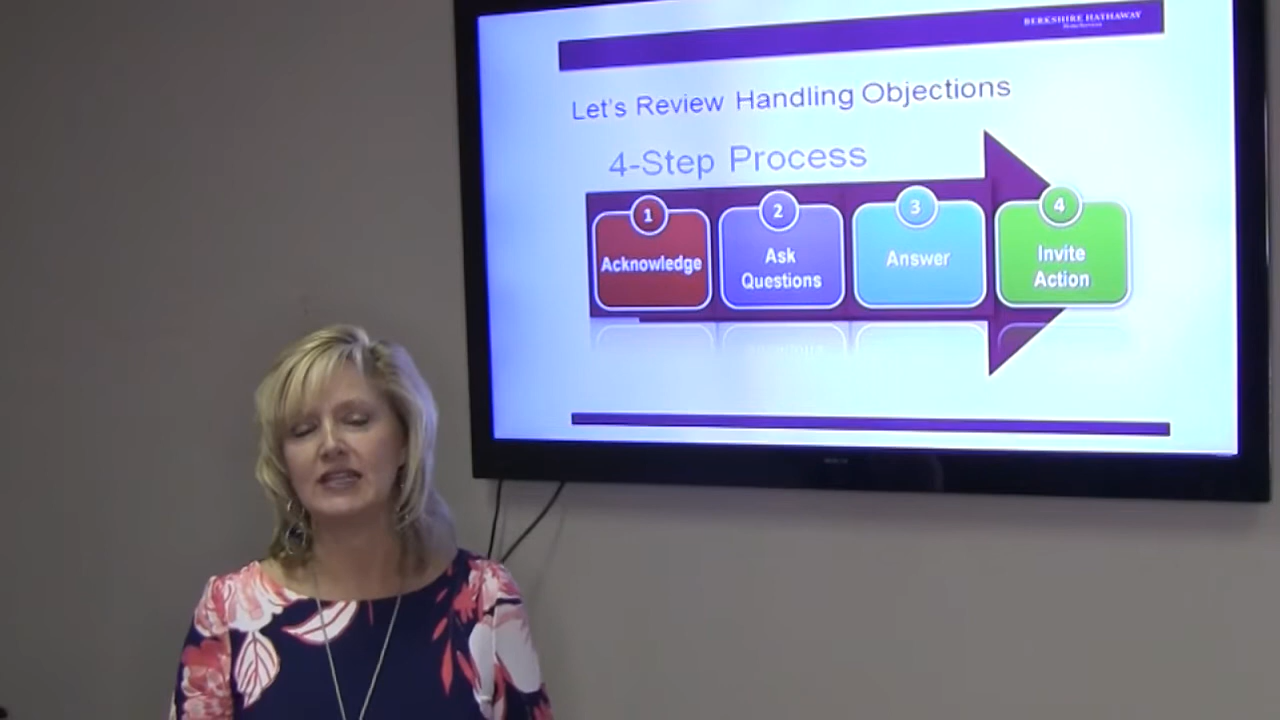 BERKSHIRE HATHAWAY
HomeServices
Let's Review Handling Objections
4-Step Process
1
Acknowledge
2
Ask
Questions
3
Answer
4
Invite
Action